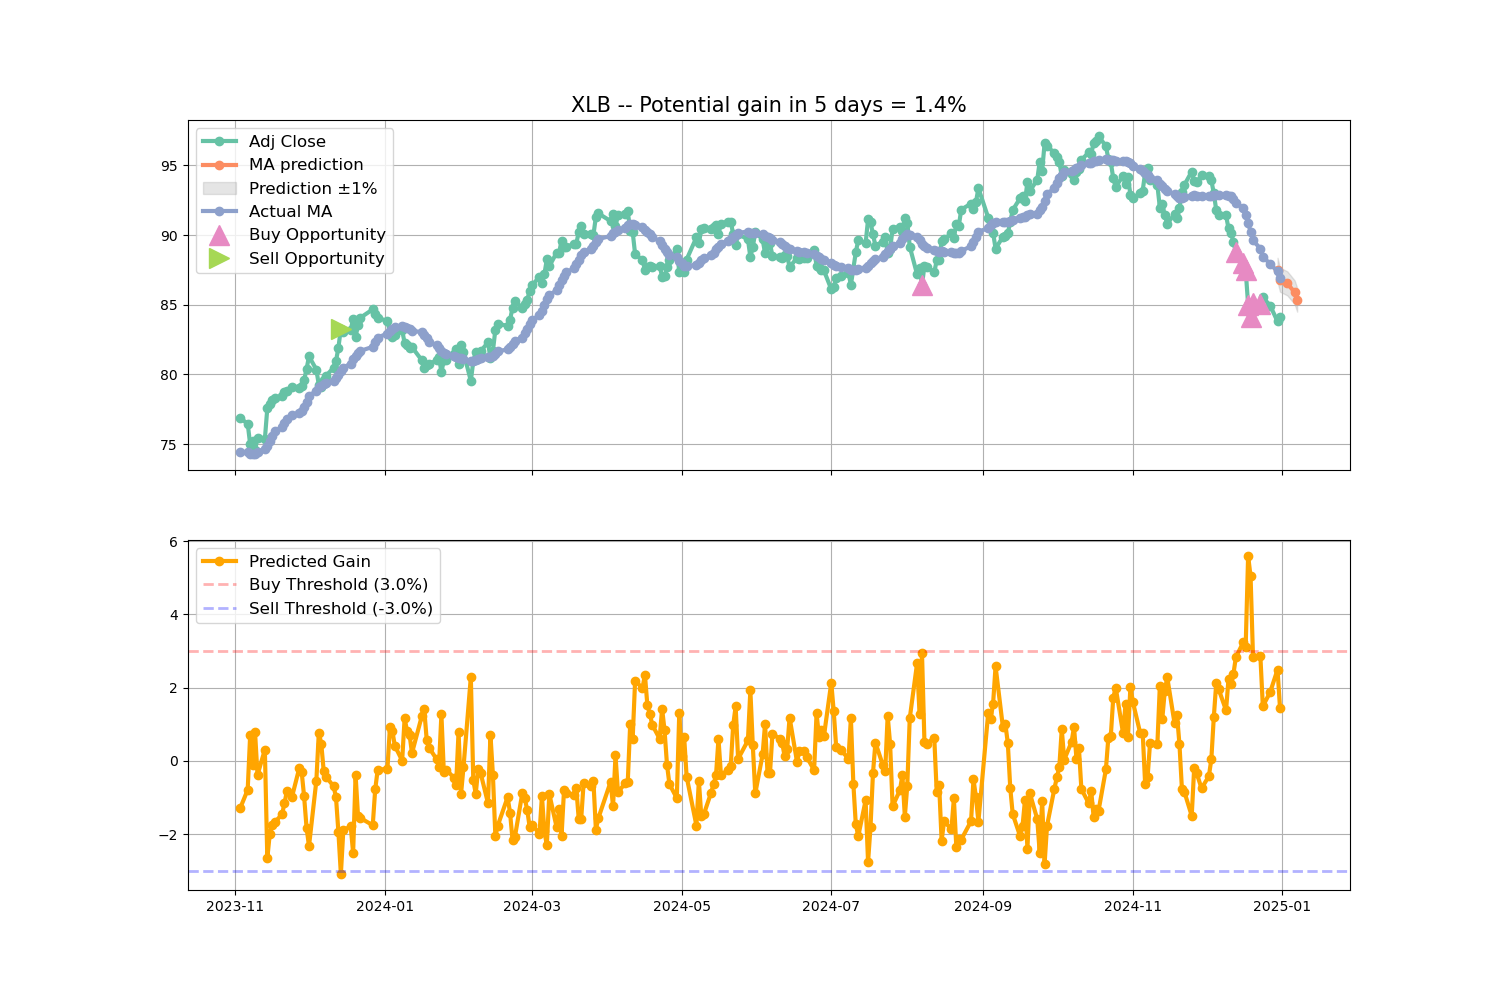 XLB -- Potential gain in 5 days = 1.4%
Adj Close
MA prediction
Prediction ±1%
Actual MA
Buy Opportunity
Sell Opportunity
95
90
85
80
75
Predicted Gain
Buy Threshold (3.0%)
Sell Threshold (-3.0%)
6
4
2
0
−2
2023-11 2024-01 2024-03 2024-05 2024-07 2024-09 2024-11 2025-01